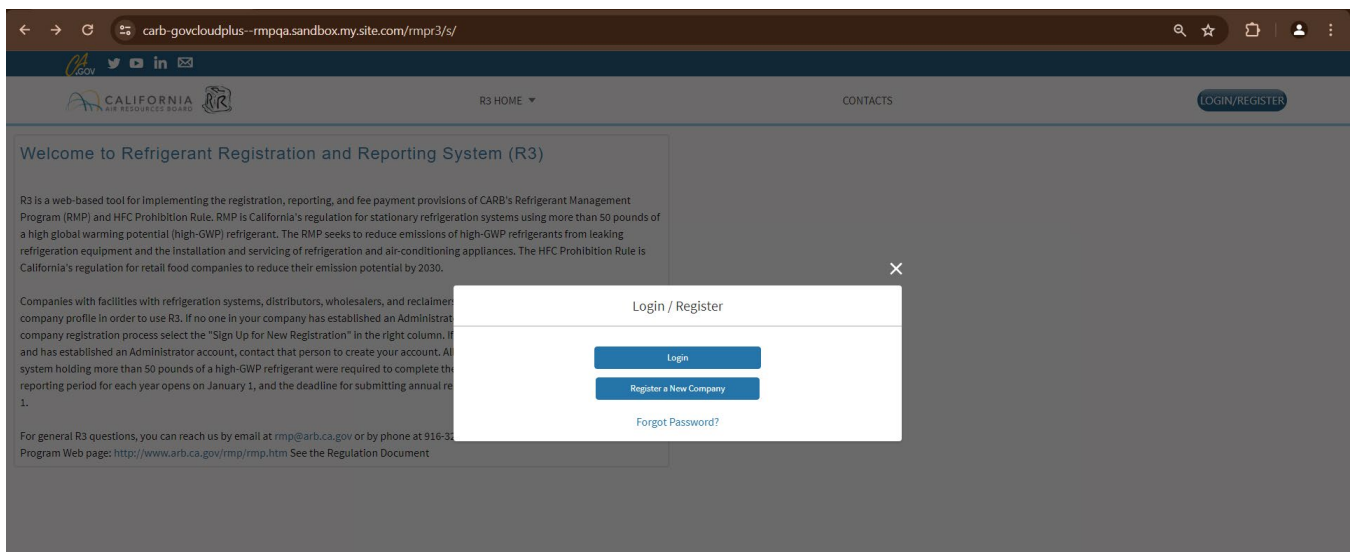 carb-govcloudplus--rmpqa.sandbox.my.site.com/rmpr3/s/
CA.GOV
CALIFORNIA
AIR RESOURCES BOARD
R3 HOME
CONTACTS
LOGIN/REGISTER
Welcome to Refrigerant Registration and Reporting System (R3)
R3 is a web-based tool for implementing the registration, reporting, and fee payment provisions of CARB's Refrigerant Management
Program (RMP) and HFC Prohibition Rule. RMP is California's regulation for stationary refrigeration systems using more than 50 pounds of
a high global warming potential (high-GWP) refrigerant. The RMP seeks to reduce emissions of high-GWP refrigerants from leaking
refrigeration equipment and the installation and servicing of refrigeration and air-conditioning appliances. The HFC Prohibition Rule is
California's regulation for retail food companies to reduce their emission potential by 2030.
Companies with facilities with refrigeration systems, distributors, wholesalers, and reclaimer
company profile in order to use R3. If no one in your company has established an Administrat
company registration process select the "Sign Up for New Registration" in the right column. I
and has established an Administrator account, contact that person to create your account. Al
system holding more than 50 pounds of a high-GWP refrigerant were required to complete the
reporting period for each year opens on January 1, and the deadline for submitting annual re
1.
For general R3 questions, you can reach us by email at rmp@arb.ca.gov or by phone at 916-32
Program Web page: http://www.arb.ca.gov/rmp/rmp.htm See the Regulation Document
Login / Register
Login
Register a New Company
Forgot Password?